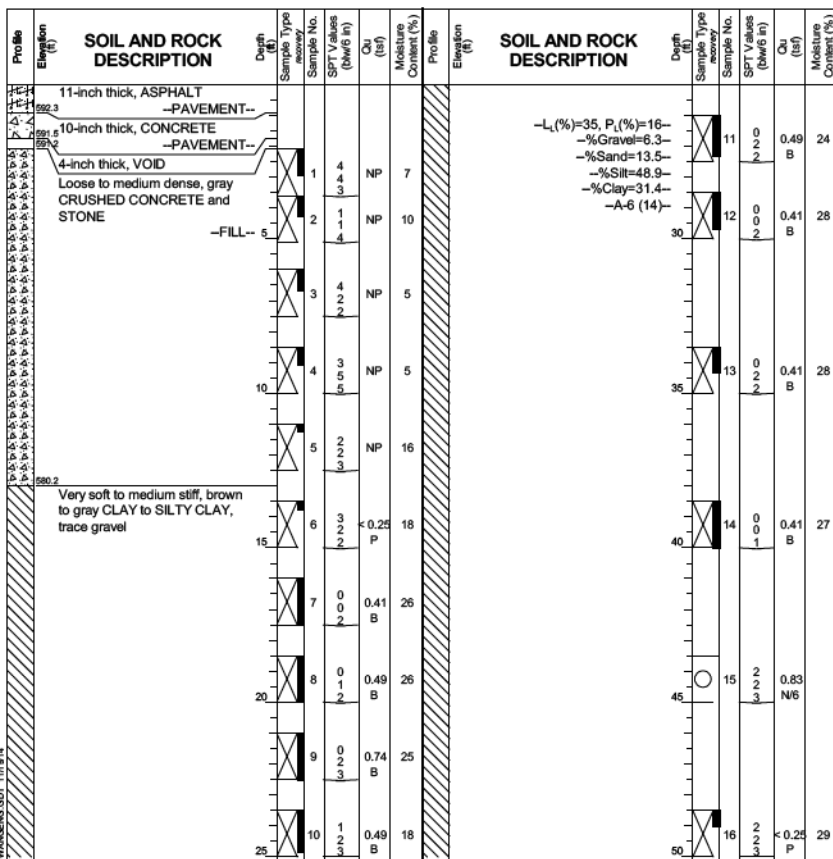 Profile
Elevation (ft)
SOIL AND ROCK DESCRIPTION
Depth (ft)
Sample Type
recovery
Sample No.
SPT Values (blw/6 in)
Qu (tsf)
Moisture Content (%)
11-inch thick, ASPHALT
592.3 --PAVEMENT--
10-inch thick, CONCRETE
591.5
591.2 --PAVEMENT--
4-inch thick, VOID
Loose to medium dense, gray
CRUSHED CONCRETE and
STONE
--FILL-- 5
1 4 4 3 NP 7
2 1 1 4 NP 10
3 4 2 2 NP 5
10
4 3 5 5 NP 5
5 2 2 3 NP 16
580.2
Very soft to medium stiff, brown
to gray CLAY to SILTY CLAY,
trace gravel
15
6 3 2 2 < 0.25 P 18
7 0 0 2 0.41 B 26
20
8 0 1 2 0.49 B 26
9 0 2 3 0.74 B 25
25
10 1 2 3 0.49 B 18
Profile
Elevation (ft)
SOIL AND ROCK DESCRIPTION
Depth (ft)
Sample Type
recovery
Sample No.
SPT Values (blw/6 in)
Qu (tsf)
Moisture Content (%)
--LL(%)=35, PL(%)=16--
--%Gravel=6.3--
--%Sand=13.5--
--%Silt=48.9--
--%Clay=31.4--
--A-6 (14)--
11 0 2 2 0.49 B 24
30
12 0 0 2 0.41 B 28
35
13 0 2 2 0.41 B 28
40
14 0 0 1 0.41 B 27
45
15 2 2 3 0.83 N/6
50
16 2 2 3 < 0.25 P 29